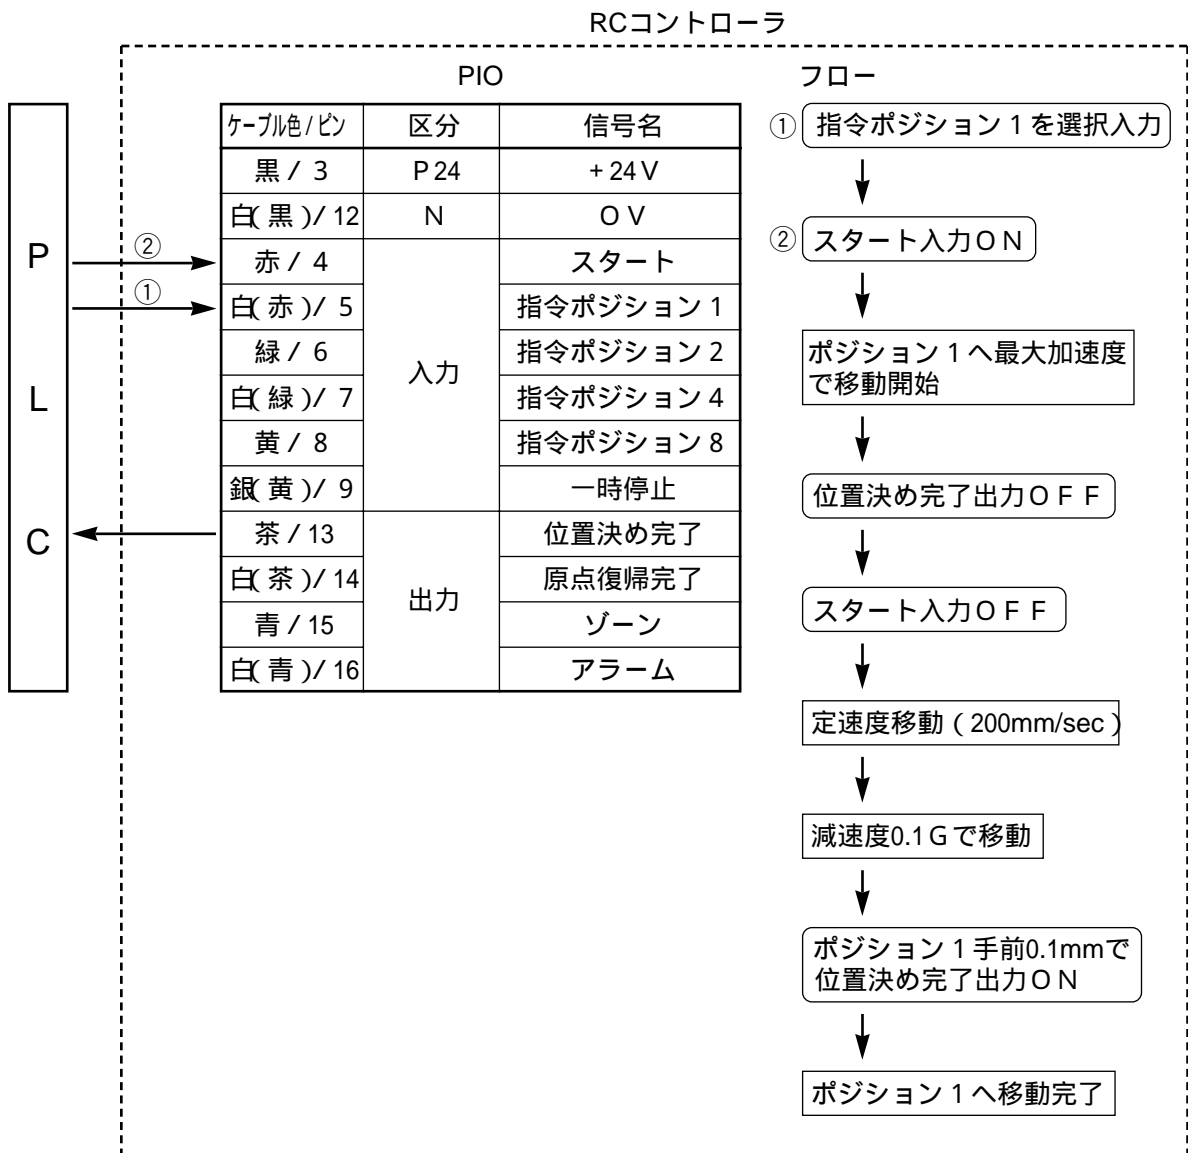 RCコントローラ
PIO
フロー
ケーブル色/ピン 区分 信号名
黒/ 3 P24 +24V
白(黒)/12 N OV
赤/ 4 入力 スタート
白(赤)/ 5 指令ポジション1
緑/ 6 指令ポジション2
白(緑)/ 7 指令ポジション4
黄/ 8 指令ポジション8
銀(黄)/ 9 一時停止
茶/13 出力 位置決め完了
白(茶)/14 原点復帰完了
青/15 ゾーン
白(青)/16 アラーム
P
L
C
②
①
① 指令ポジション1を選択入力
② スタート入力ON
ポジション1へ最大加速度
で移動開始
位置決め完了出力OFF
スタート入力OFF
定速度移動(200mm/sec)
減速度0.1Gで移動
ポジション1手前0.1mmで
位置決め完了出力ON
ポジション1へ移動完了